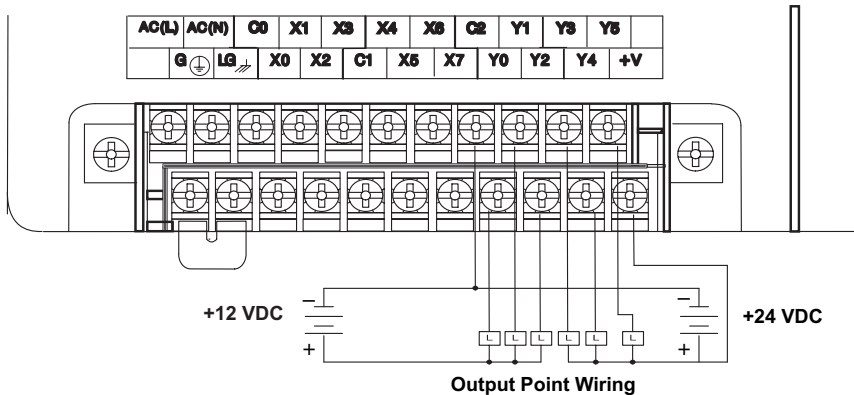 AC(L) AC(N) C0 X1 X3 X4 X6 C2 Y1 Y3 Y5
G LG X0 X2 C1 X5 X7 Y0 Y2 Y4 +V
+12 VDC
−
+
L L L L L L
−
+
+24 VDC
Output Point Wiring